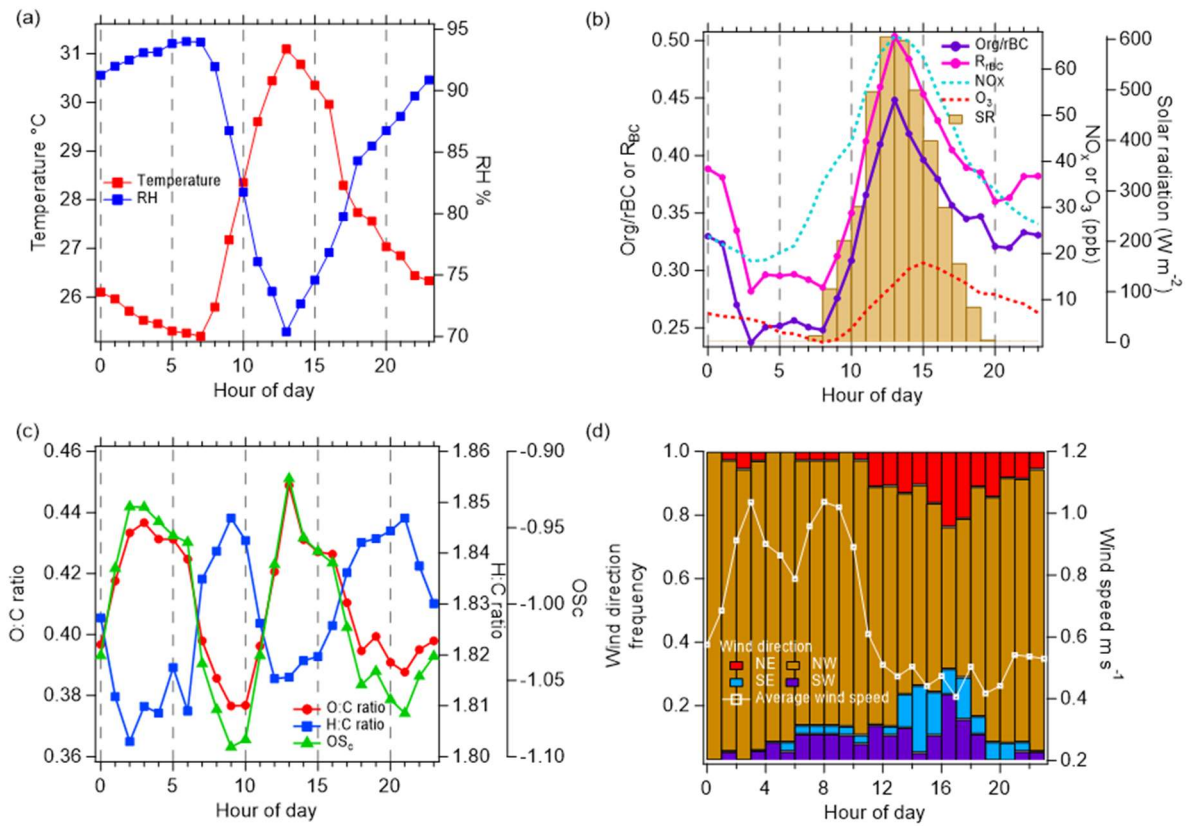 (a)
Temperature °C
31
30
29
28
27
26
95
90
85
80
75
70
RH %
Temperature
RH
0
5
10
15
20
Hour of day
(b)
Org/rBC or R_BC
0.50
0.45
0.40
0.35
0.30
0.25
Org/rBC
R_rBC
NOX
O3
SR
60
50
40
30
20
10
0
NOx or O3 (ppb)
600
500
400
300
200
100
0
Solar radiation (W m-2)
0
5
10
15
20
Hour of day
(c)
O:C ratio
0.46
0.44
0.42
0.40
0.38
0.36
1.86
1.85
1.84
1.83
1.82
1.81
1.80
H:C ratio
-0.90
-0.95
-1.00
-1.05
-1.10
OSc
O:C ratio
H:C ratio
OSc
0
5
10
15
20
Hour of day
(d)
Wind direction
frequency
1.0
0.8
0.6
0.4
0.2
Wind direction
NE NW
SE SW
Average wind speed
1.2
1.0
0.8
0.6
0.4
0.2
Wind speed m s-1
0
4
8
12
16
20
Hour of day